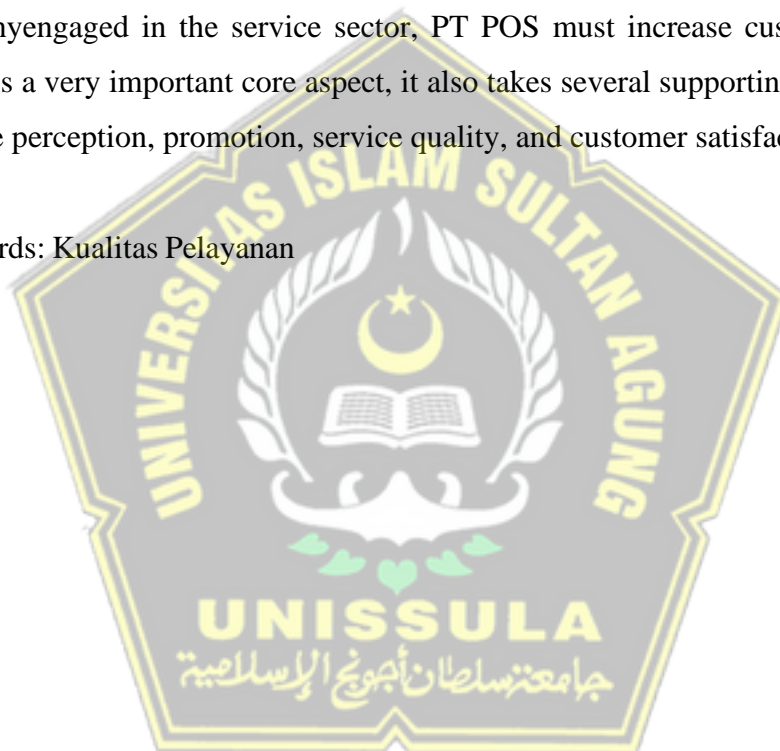 nyengaged in the service sector, PT POS must increase cus
s a very important core aspect, it also takes several supportin
e perception, promotion, service quality, and customer satisfac
rds: Kualitas Pelayanan
UNIVERSITAS ISLAM SULTAN AGUNG
UNISSULA
جامعة سلطان أجونج الإسلامية